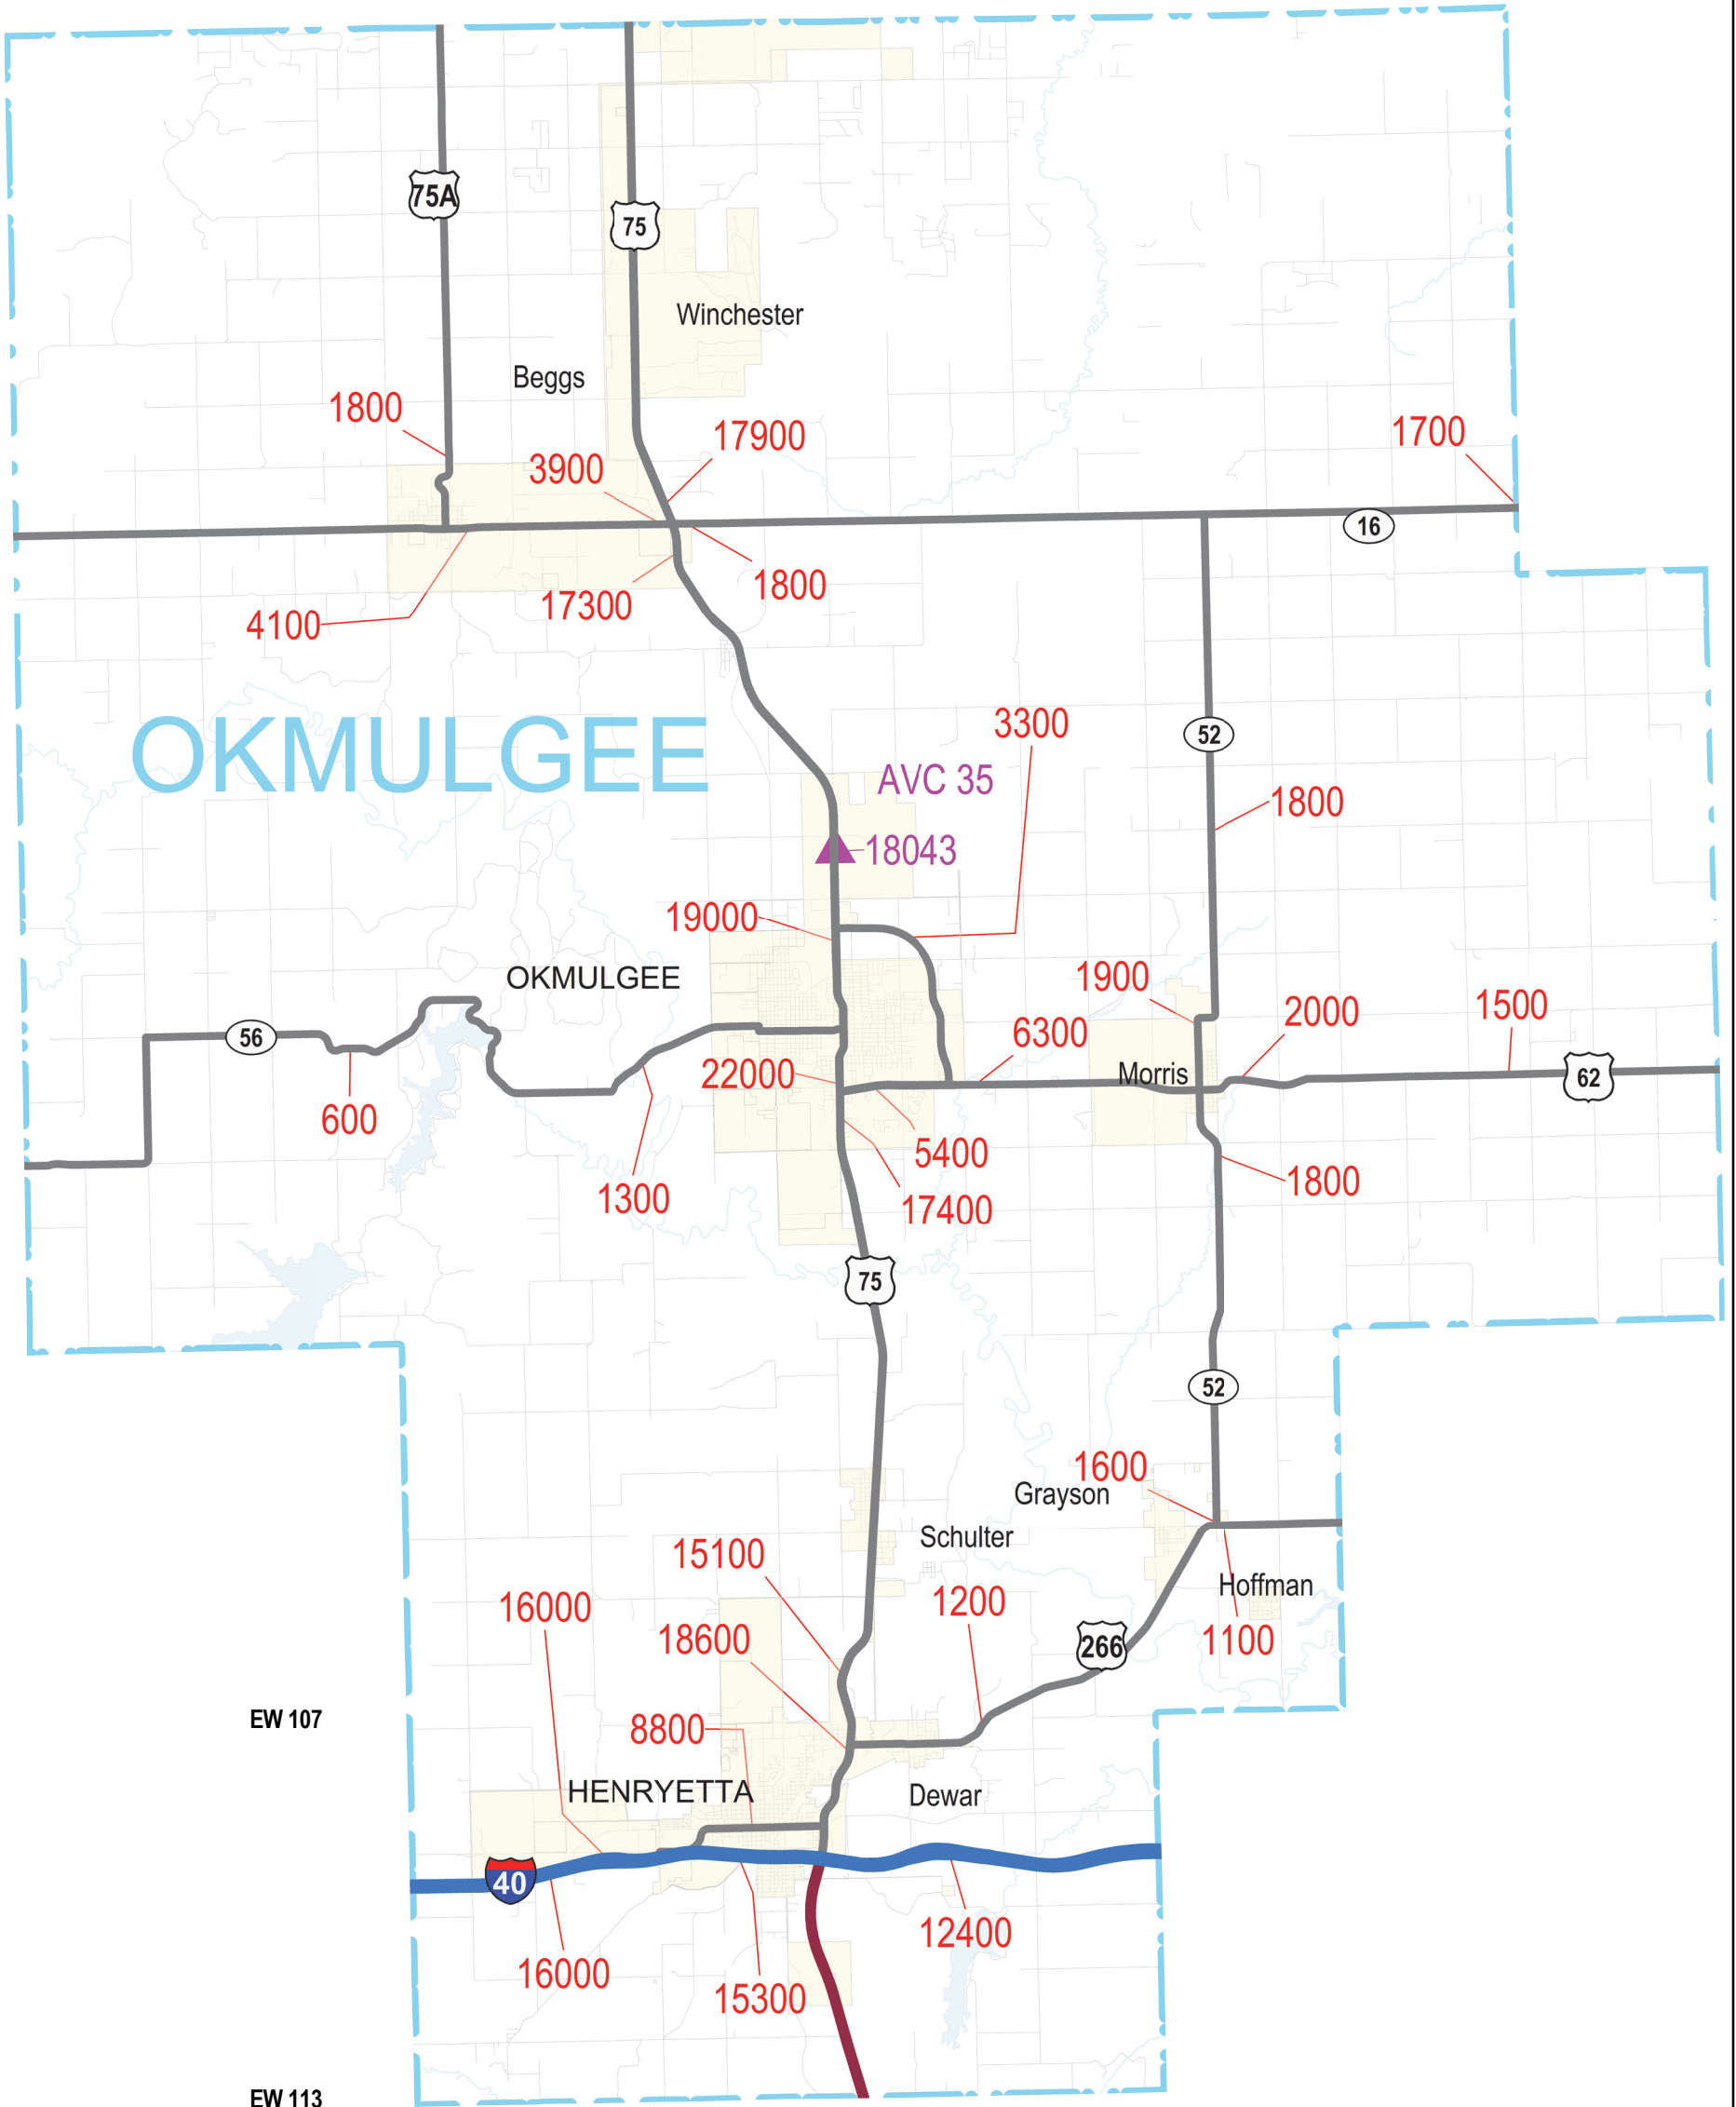 75A
75
Winchester
Beggs
1800
17900
1700
3900
16
1800
17300
4100
OKMULGEE
3300
52
AVC 35
1800
18043
19000
OKMULGEE
1900
2000
1500
56
6300
22000
Morris
62
600
5400
1800
1300
17400
75
52
1600
Grayson
Schulter
15100
Hoffman
16000
1200
18600
266
1100
EW 107
8800
HENRYETTA
Dewar
40
12400
16000
15300
EW 113